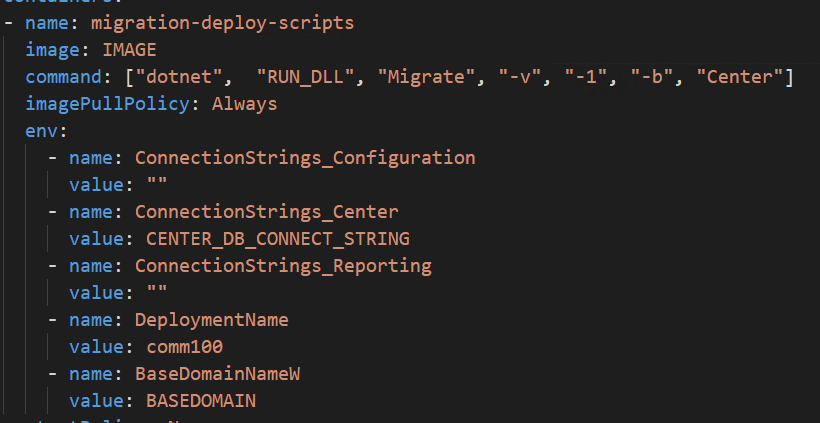 - name: migration-deploy-scripts
image: IMAGE
command: ["dotnet", "RUN_DLL", "Migrate", "-v", "-1", "-b", "Center"]
imagePullPolicy: Always
env:
- name: ConnectionStrings_Configuration
value: ""
- name: ConnectionStrings_Center
value: CENTER_DB_CONNECT_STRING
- name: ConnectionStrings_Reporting
value: ""
- name: DeploymentName
value: comm100
- name: BaseDomainNameW
value: BASEDOMAIN